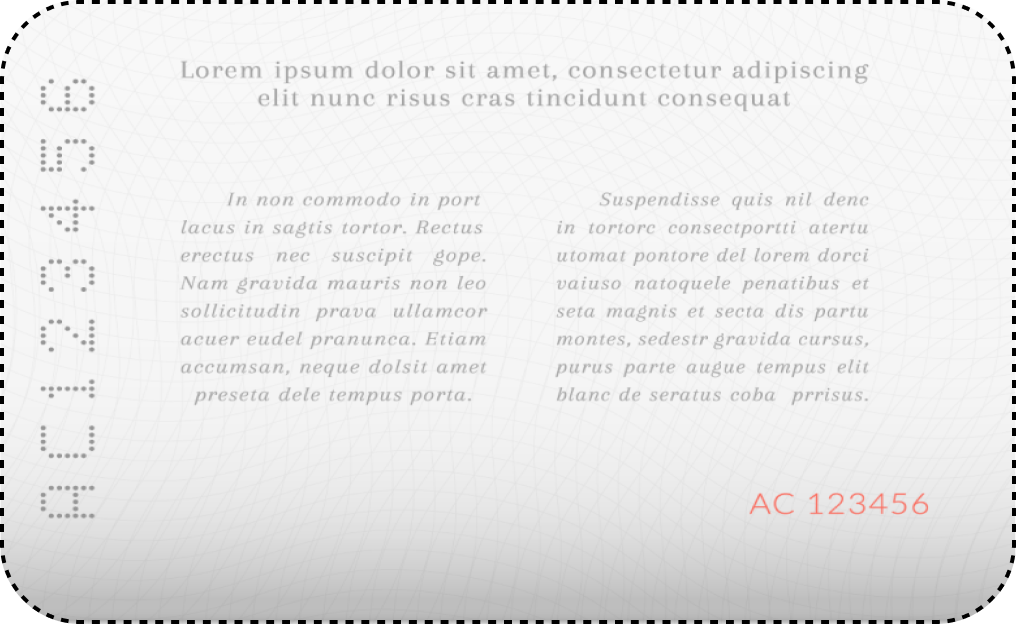 AC123456
Lorem ipsum dolor sit amet, consectetur adipiscing
elit nunc risus cras tincidunt consequat
In non commodo in port
lacus in sagtis tortor. Rectus
erectus nec suscipit gope.
Nam gravida mauris non leo
sollicitudin prava ullamcor
acuer eudel pranunca. Etiam
accumsan, neque dolsit amet
preseta dele tempus porta.
Suspendisse quis nil denc
in tortorc consectportti atertu
utomat pontore del lorem dorci
vaiuso natoquele penatibus et
seta magnis et secta dis partu
montes, sedestr gravida cursus,
purus parte augue tempus elit
blanc de seratus coba prrisus.
AC 123456